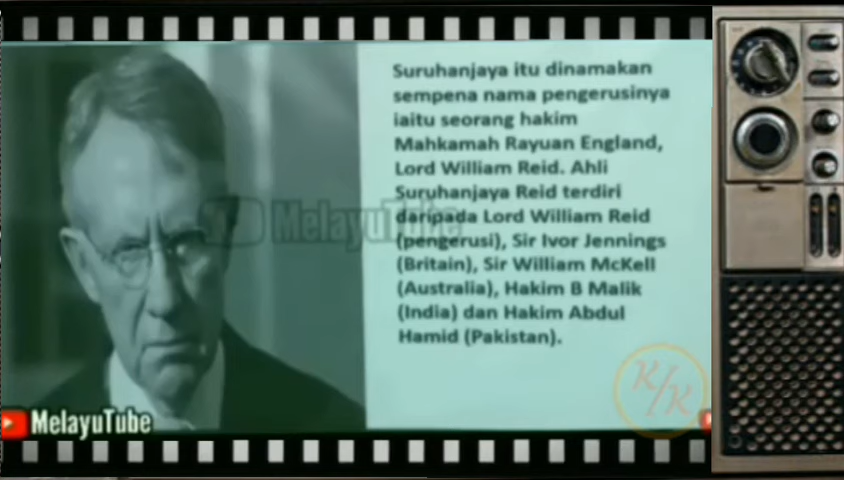 Suruhanjaya itu dinamakan
sempena nama pengerusinya
iaitu seorang hakim
Mahkamah Rayuan England,
Lord William Reid. Ahli
Suruhanjaya Reid terdiri
daripada Lord William Reid
(pengerusi), Sir Ivor Jennings
(Britain), Sir William McKell
(Australia), Hakim B Malik
(India) dan Hakim Abdul
Hamid (Pakistan).
MelayuTube
K/K
MelayuTube